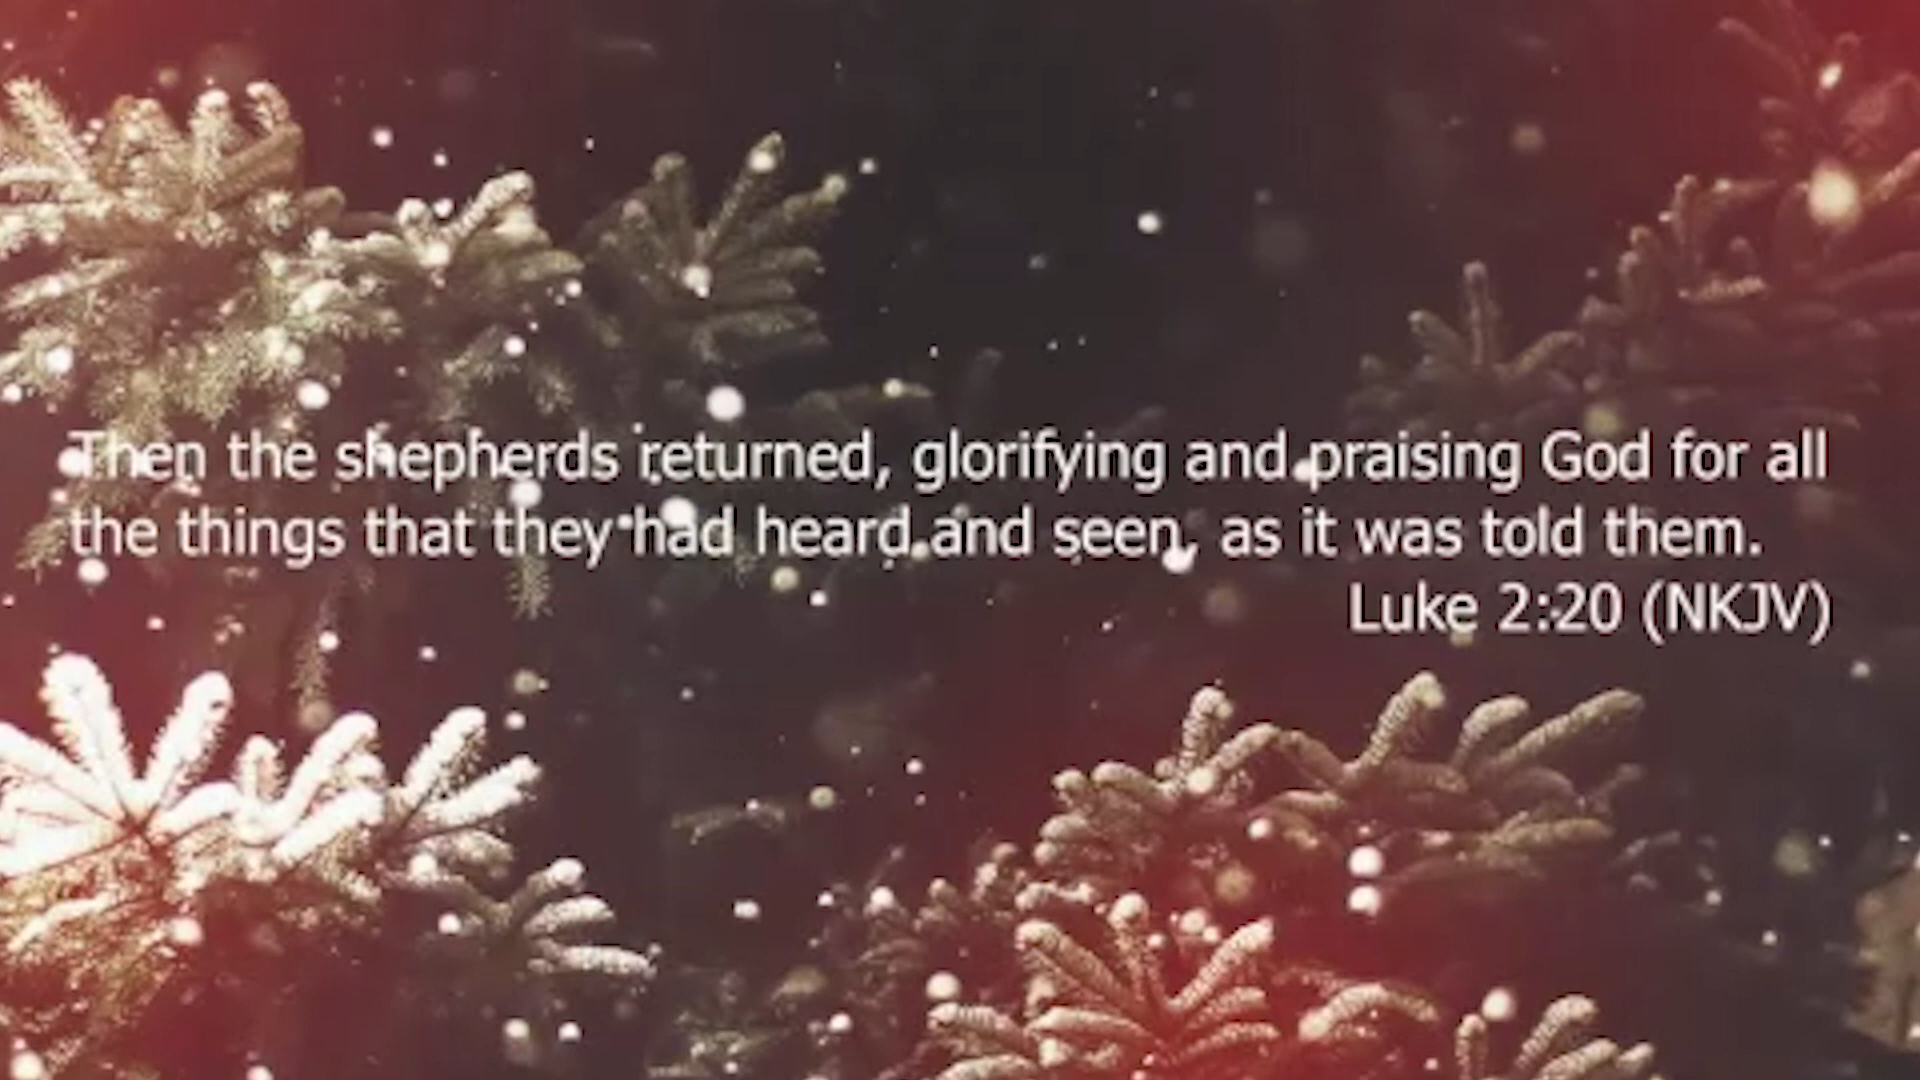 Then the shepherds returned, glorifying and praising God for all
the things that they had heard and seen, as it was told them.
Luke 2:20 (NKJV)